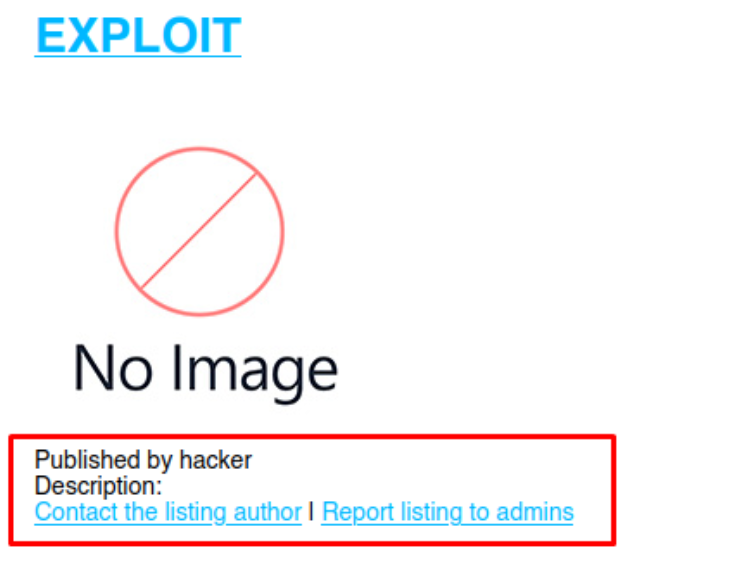 EXPLOIT
No Image
Published by hacker
Description:
Contact the listing author | Report listing to admins